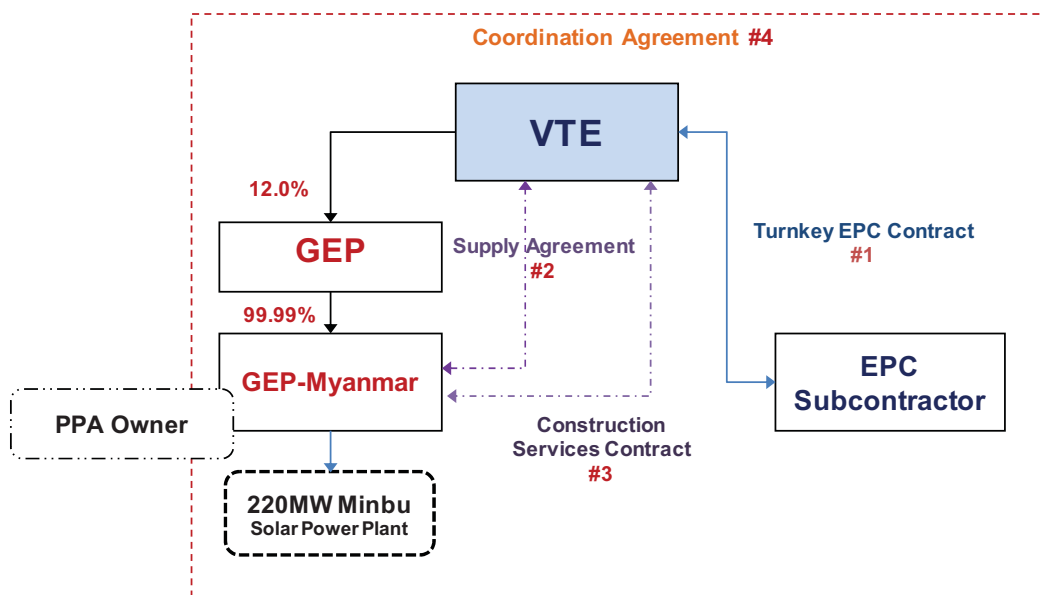 Coordination Agreement #4
VTE
12.0%
GEP
Supply Agreement
#2
Turnkey EPC Contract
#1
99.99%
GEP-Myanmar
EPC
Subcontractor
PPA Owner
Construction
Services Contract
#3
220MW Minbu
Solar Power Plant